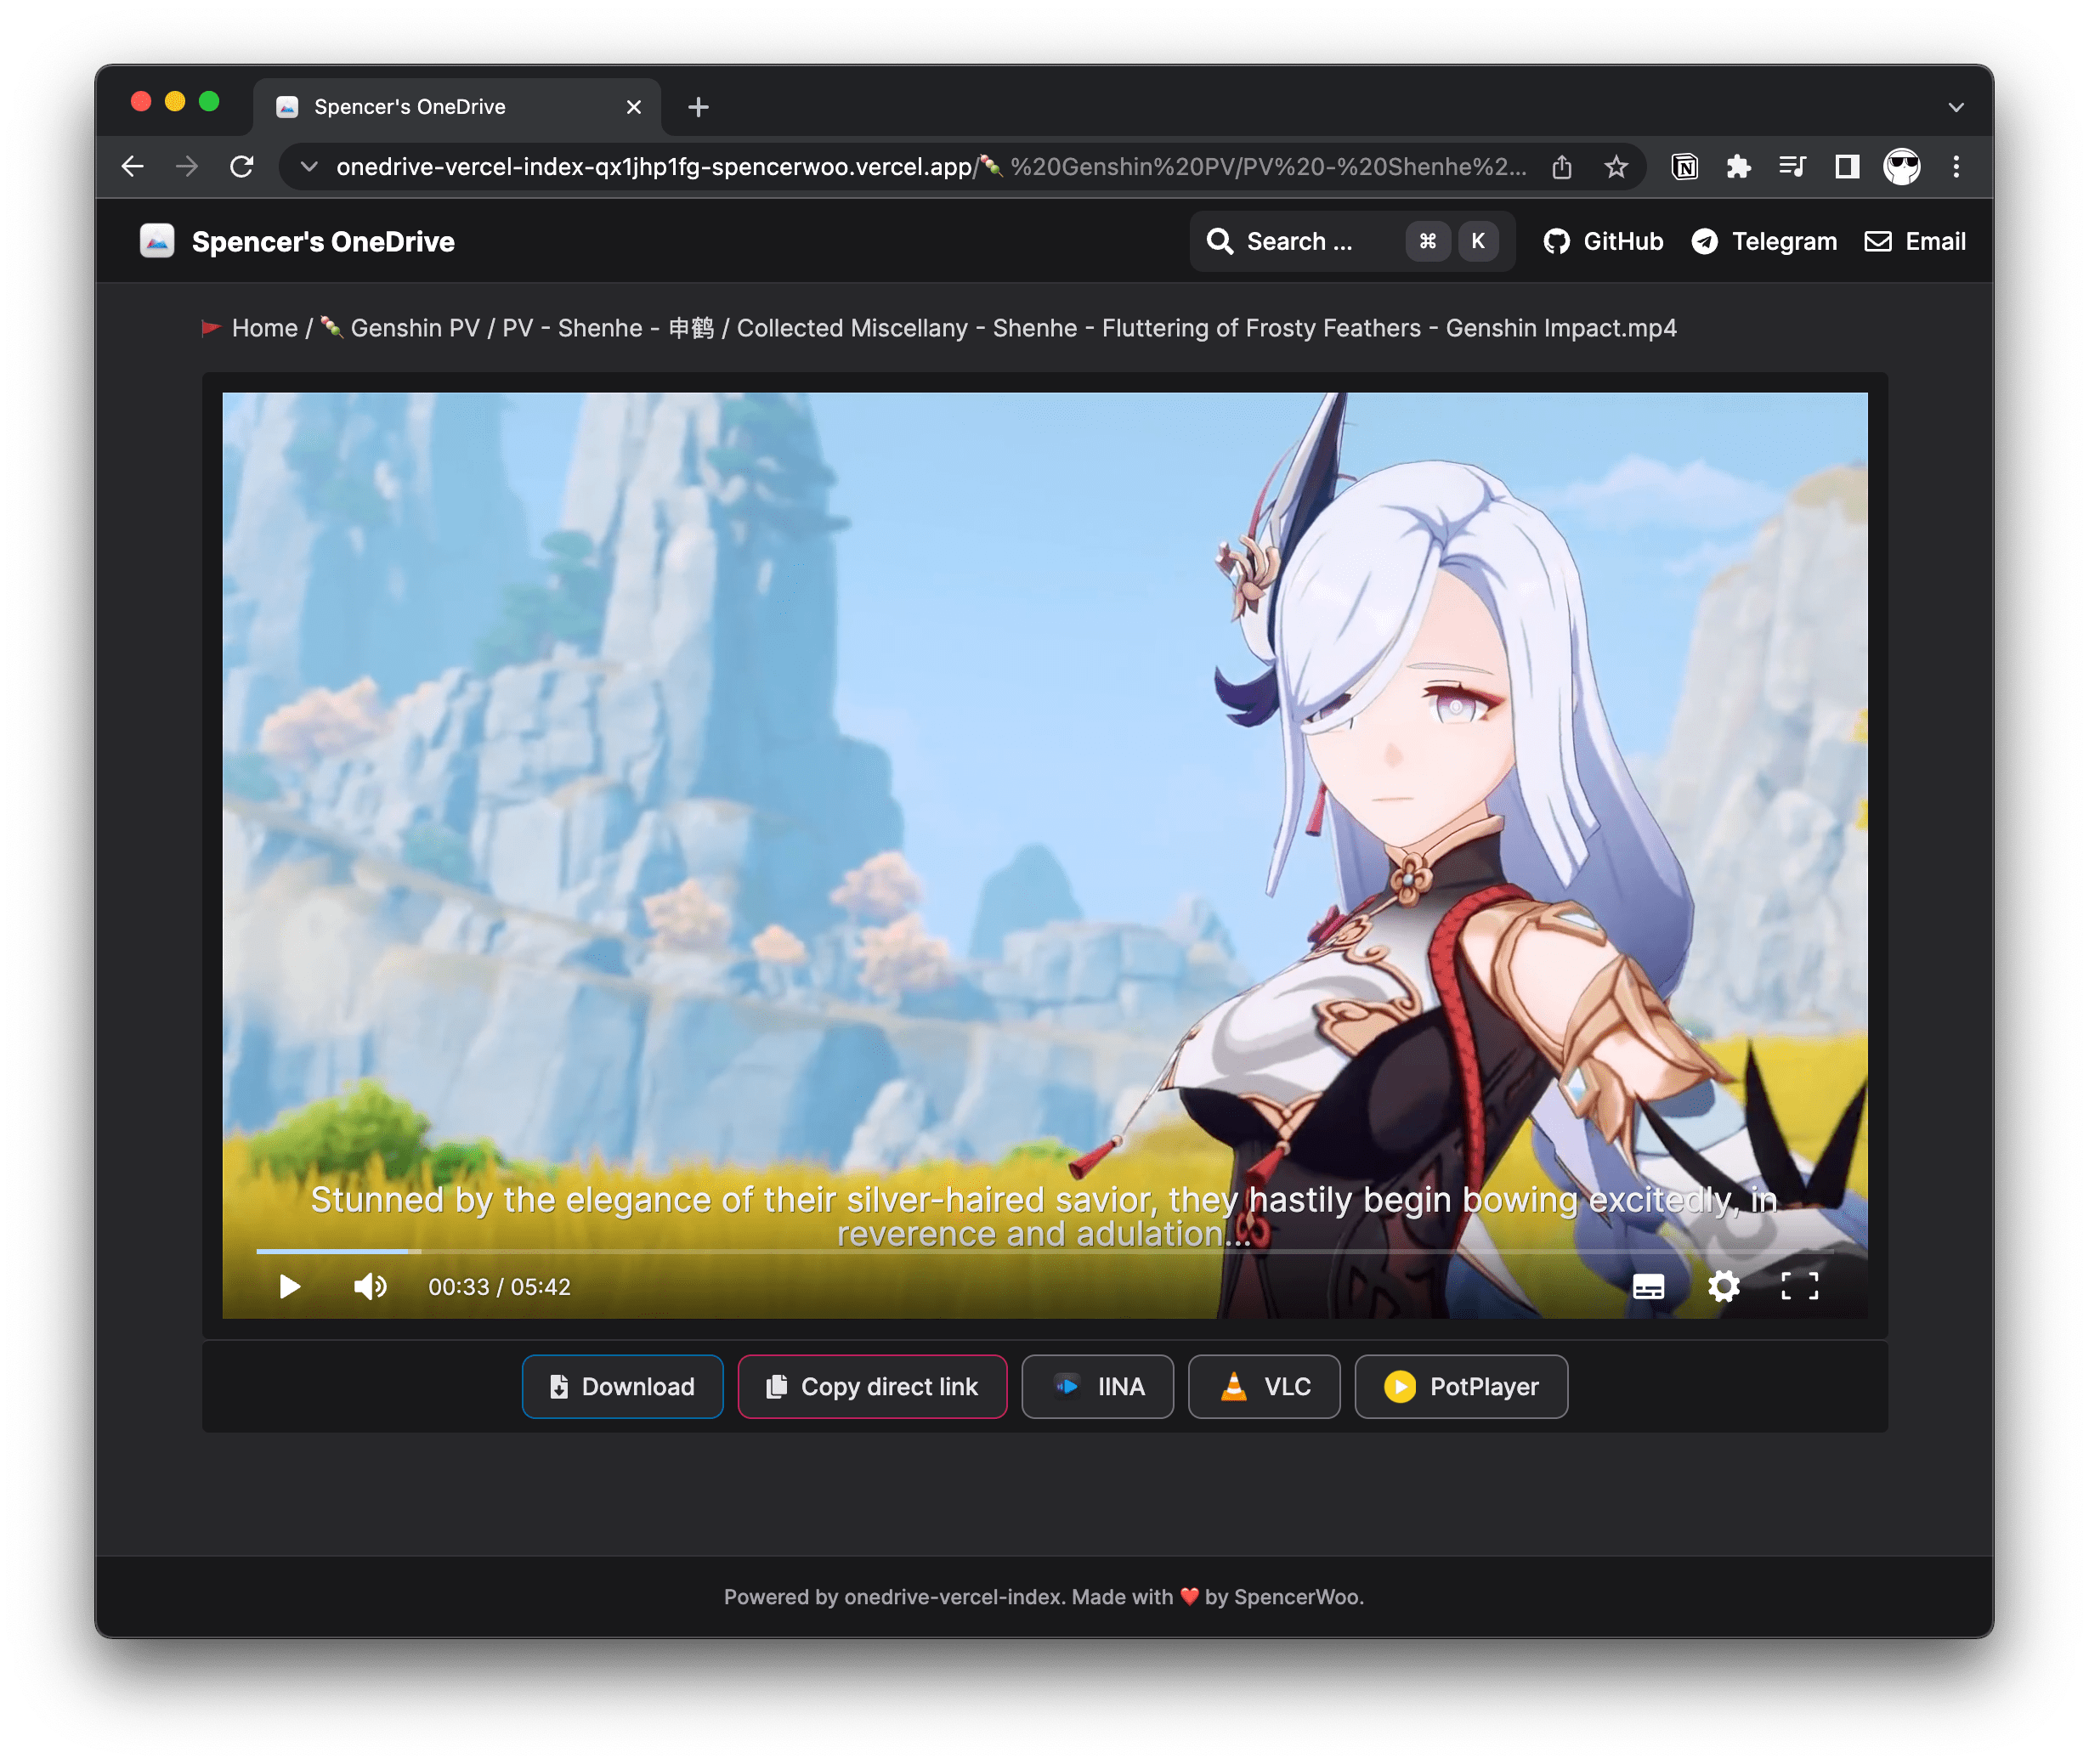 Spencer's OneDrive
onedrive-vercel-index-qx1jhp1fg-spencerwoo.vercel.app/🍡%20Genshin%20PV/PV%20-%20Shenhe%2...
Spencer's OneDrive
Search ... ⌘ K GitHub Telegram Email
🚩 Home / 🍡 Genshin PV / PV - Shenhe - 申鹤 / Collected Miscellany - Shenhe - Fluttering of Frosty Feathers - Genshin Impact.mp4
Stunned by the elegance of their silver-haired savior, they hastily begin bowing excitedly, in
reverence and adulation...
00:33 / 05:42
Download Copy direct link IINA VLC PotPlayer
Powered by onedrive-vercel-index. Made with ❤️ by SpencerWoo.